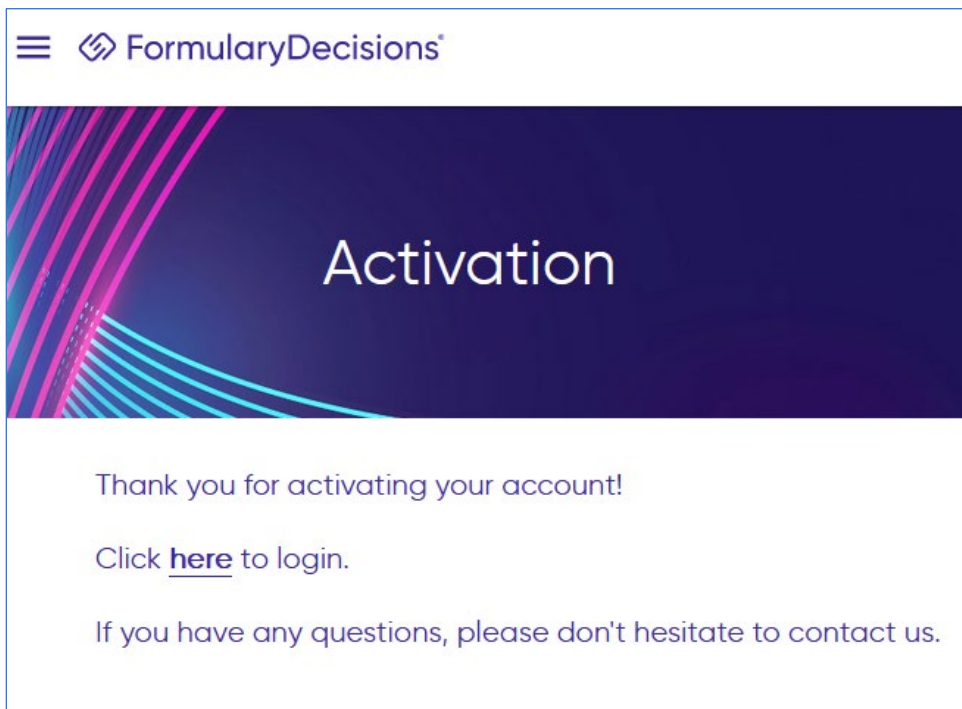 FormularyDecisions®
Activation
Thank you for activating your account!
Click here to login.
If you have any questions, please don't hesitate to contact us.